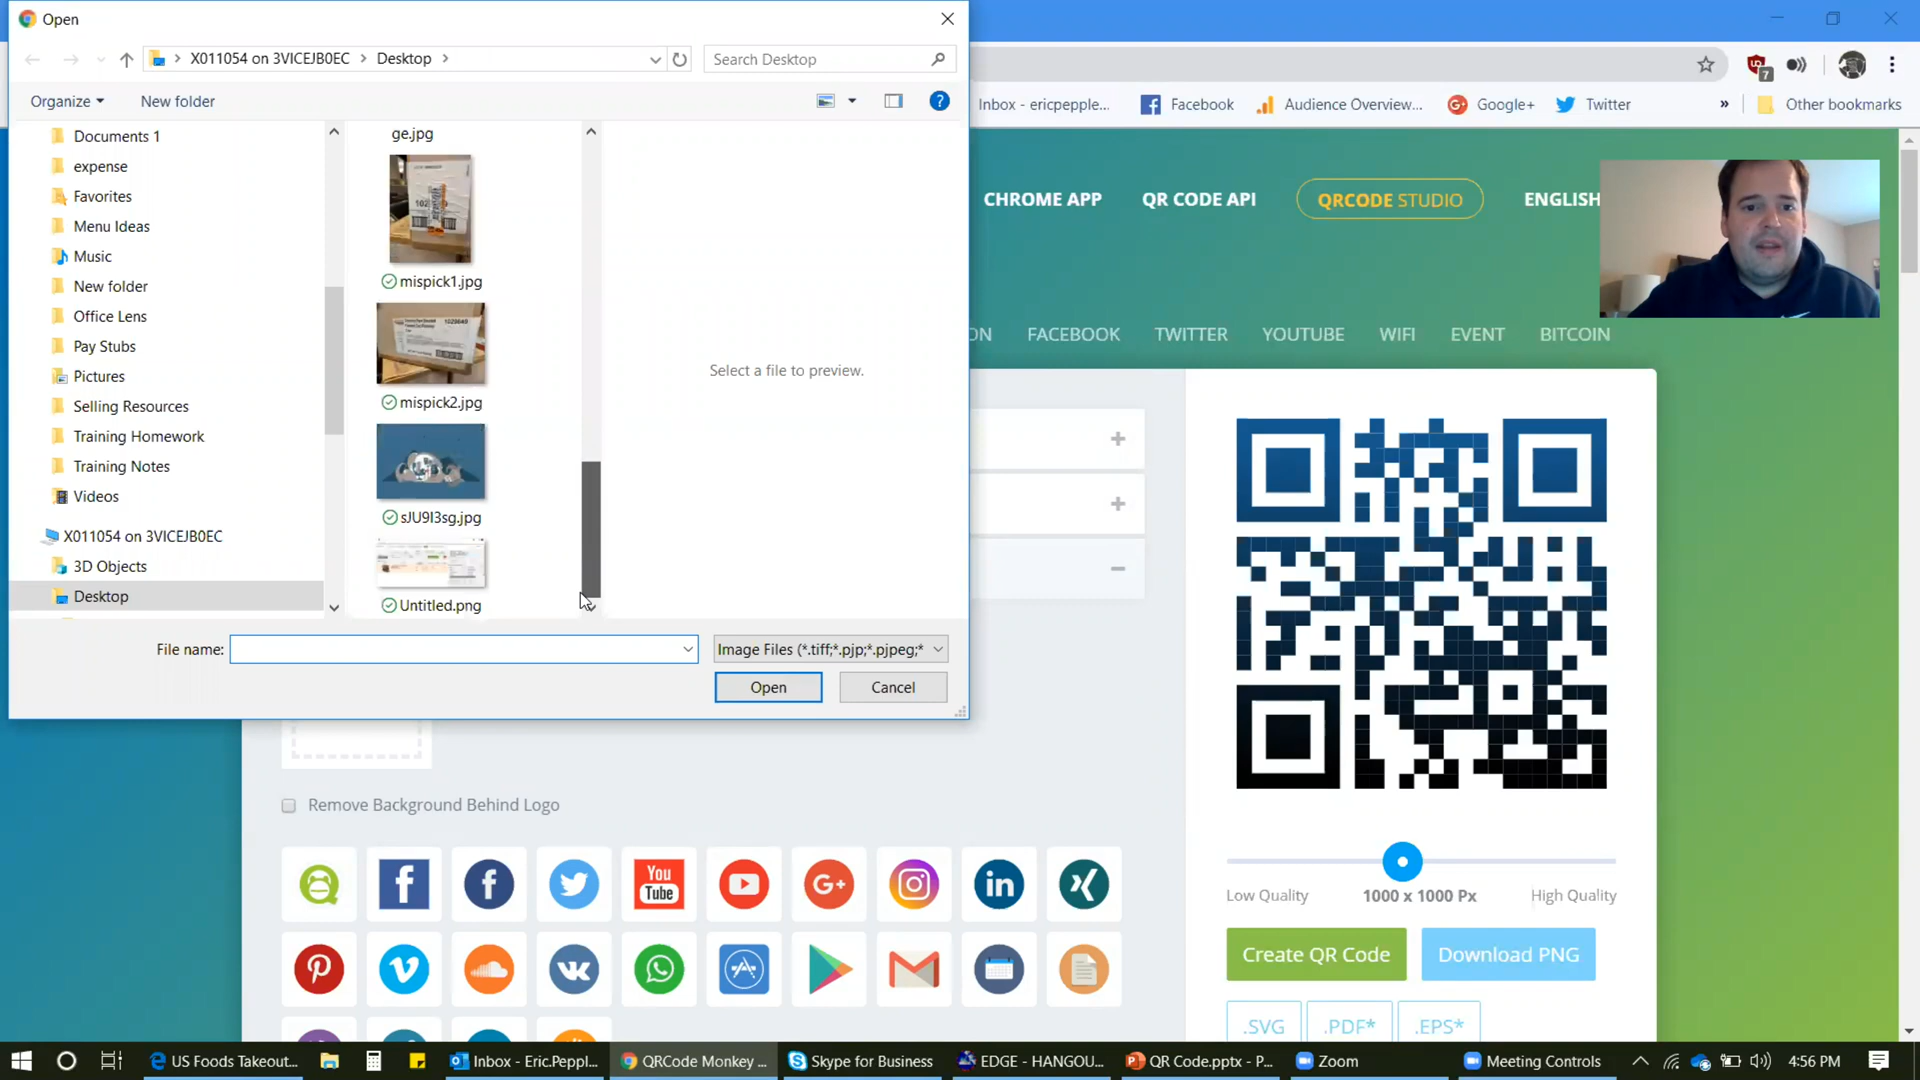 Open
X011054 on 3VICEJB0EC
Desktop
Search Desktop
Organize
New folder
Inbox - ericpepple...
Facebook
Audience Overview...
Google+
Twitter
»
Other bookmarks
7
Documents 1
expense
Favorites
Menu Ideas
Music
New folder
Office Lens
Pay Stubs
Pictures
Selling Resources
Training Homework
Training Notes
Videos
X011054 on 3VICEJB0EC
3D Objects
Desktop
ge.jpg
mispick1.jpg
1029849
mispick2.jpg
sJU9I3sg.jpg
Untitled.png
Select a file to preview.
File name:
Image Files (*.tiff;*.pjp;*.pjpeg;*
Open
Cancel
CHROME APP
QR CODE API
QRCODE STUDIO
ENGLISH
ON
FACEBOOK
TWITTER
YOUTUBE
WIFI
EVENT
BITCOIN
Remove Background Behind Logo
You
Tube
G+
in
Low Quality
1000 x 1000 Px
High Quality
Create QR Code
Download PNG
.SVG
.PDF*
.EPS*
US Foods Takeout...
Inbox - Eric.Peppl...
QRCode Monkey ...
Skype for Business
EDGE - HANGOU...
QR Code.pptx - P...
Zoom
Meeting Controls
4:56 PM